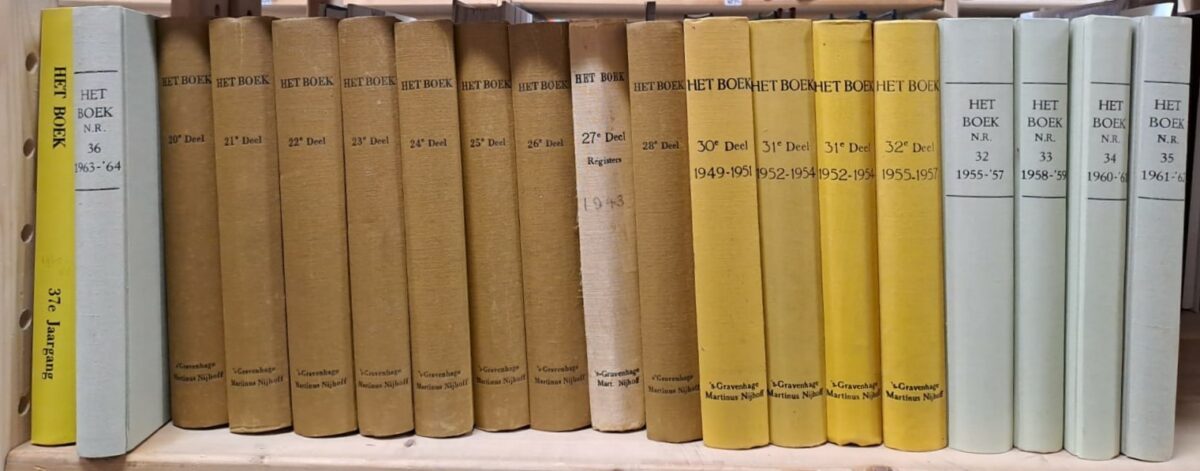 HET BOEK
37e Jaargang
HET
BOEK
N.R.
36
1963-'64
HET BOEK
20e Deel
's-Gravenhage
Martinus Nijhoff
HET BOEK
21e Deel
's-Gravenhage
Martinus Nijhoff
HET BOEK
22e Deel
's-Gravenhage
Martinus Nijhoff
HET BOEK
23e Deel
's-Gravenhage
Martinus Nijhoff
HET BOEK
24e Deel
's-Gravenhage
Martinus Nijhoff
HET BOEK
25e Deel
's-Gravenhage
Martinus Nijhoff
HET BOEK
26e Deel
's-Gravenhage
Martinus Nijhoff
HET BOEK
27e Deel
Registers
1943
's-Gravenhage
Mart. Nijhoff
HET BOEK
28e Deel
's-Gravenhage
Martinus Nijhoff
HET BOEK
30e Deel
1949-1951
's-Gravenhage
Martinus Nijhoff
HET BOEK
31e Deel
1952-1954
's-Gravenhage
Martinus Nijhoff
HET BOEK
31e Deel
1952-1954
's-Gravenhage
Martinus Nijhoff
HET BOEK
32e Deel
1955-1957
's-Gravenhage
Martinus Nijhoff
HET
BOEK
N.R.
32
1955-'57
HET
BOEK
N.R.
33
1958-'59
HET
BOEK
N.R.
34
HET
BOEK
N.R.
35